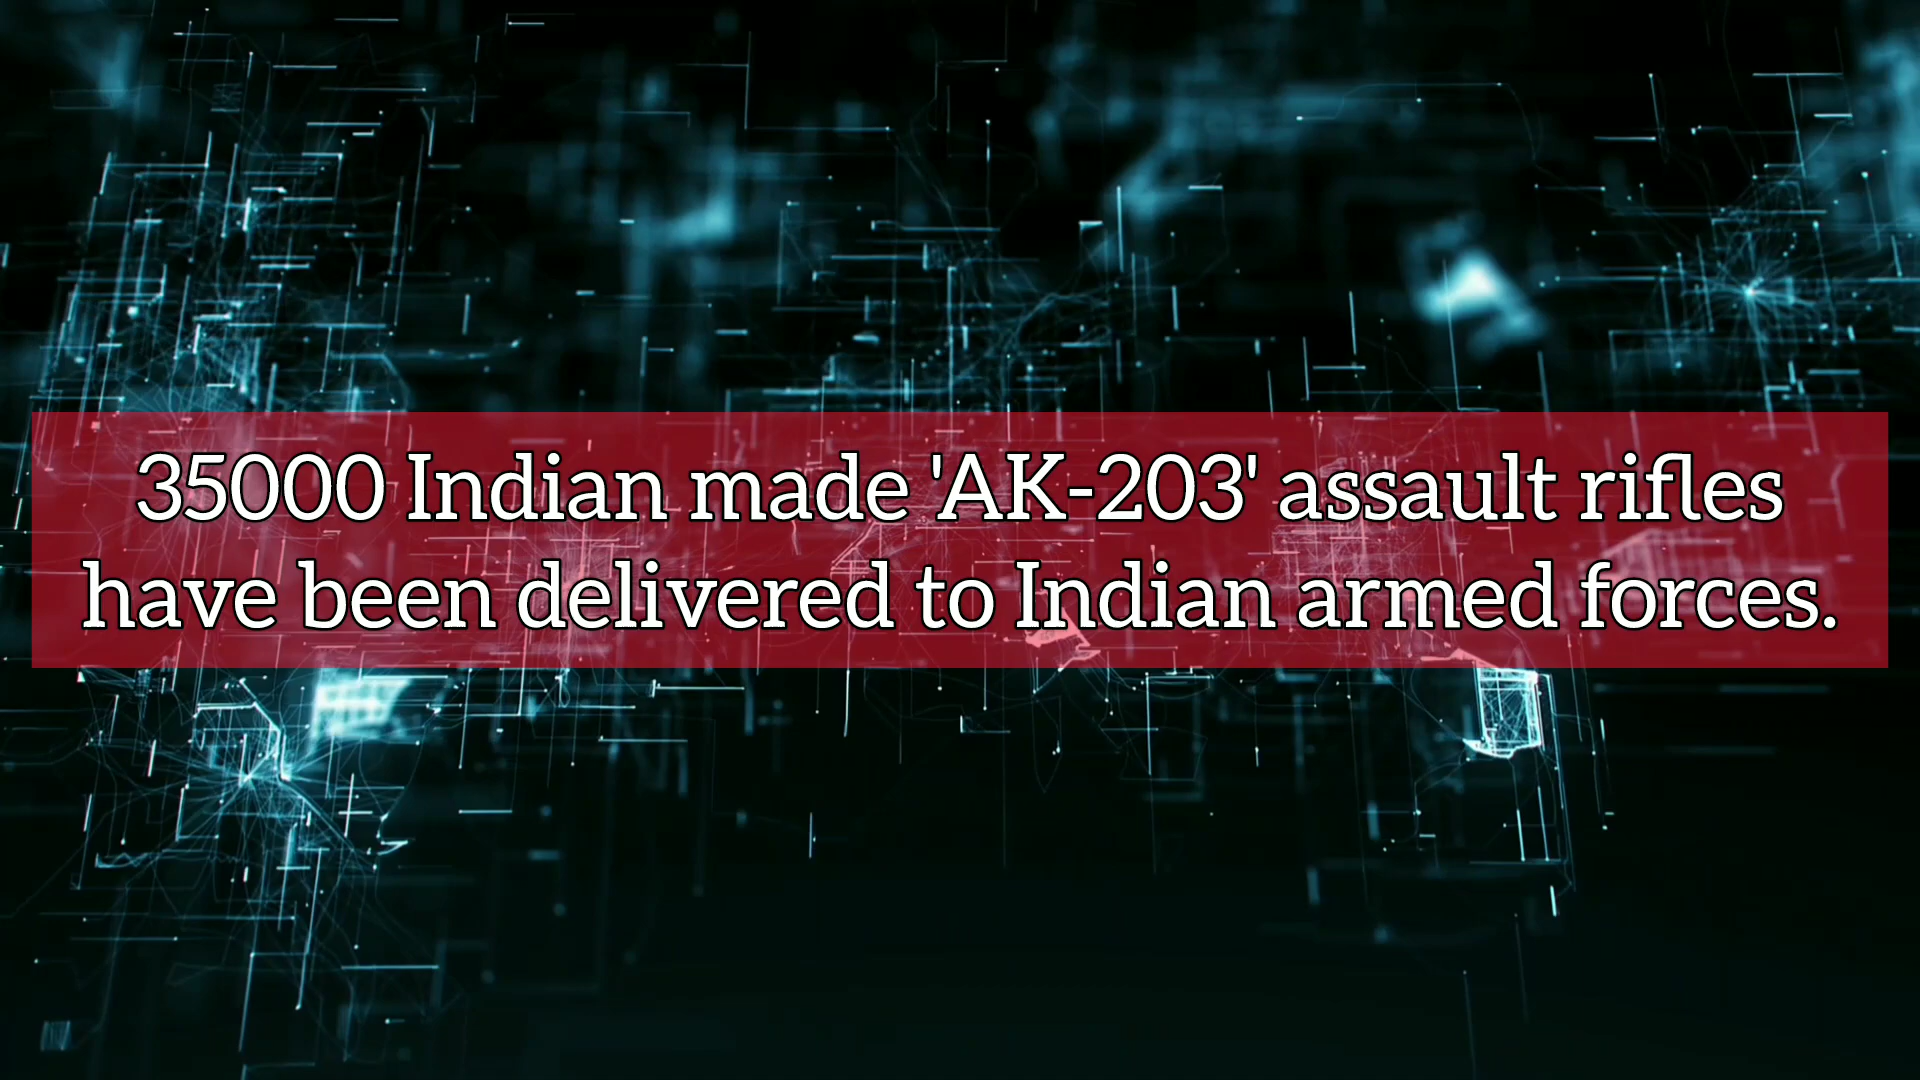 35000 Indian made 'AK-203' assault rifles
have been delivered to Indian armed forces.